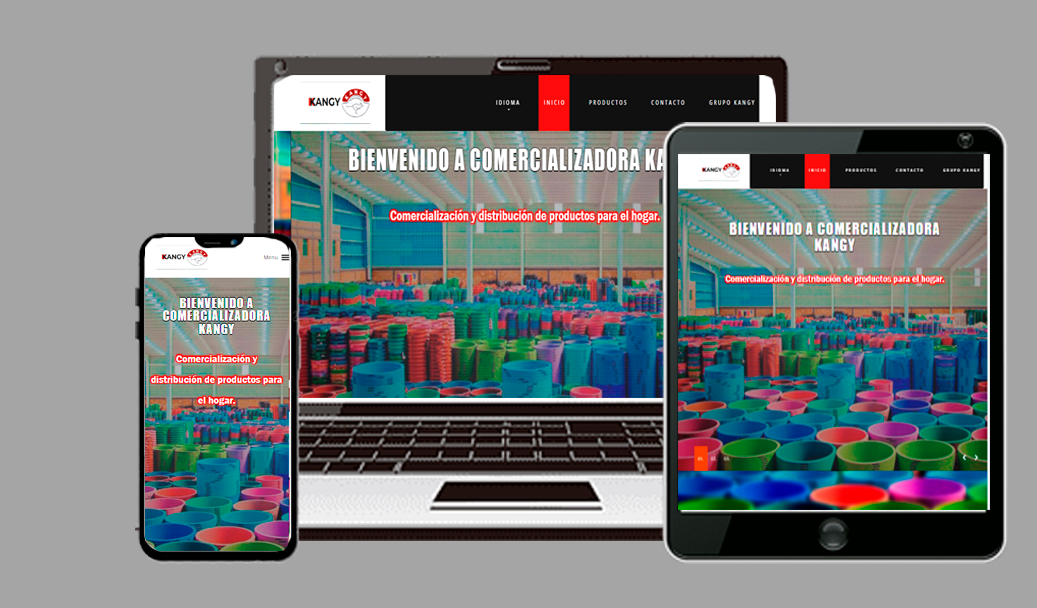 KANGY
KANGY
IDIOMA
INICIO
PRODUCTOS
CONTACTO
GRUPO KANGY
BIENVENIDO A COMERCIALIZADORA KA
Comercialización y distribución de productos para el hogar.
KANGY
KANGY
IDIOMA
INICIO
PRODUCTOS
CONTACTO
GRUPO KANGY
BIENVENIDO A COMERCIALIZADORA
KANGY
Comercialización y distribución de productos para el hogar.
KANGY
KANGY
Menu
BIENVENIDO A
COMERCIALIZADORA
KANGY
Comercialización y
distribución de productos para
el hogar.